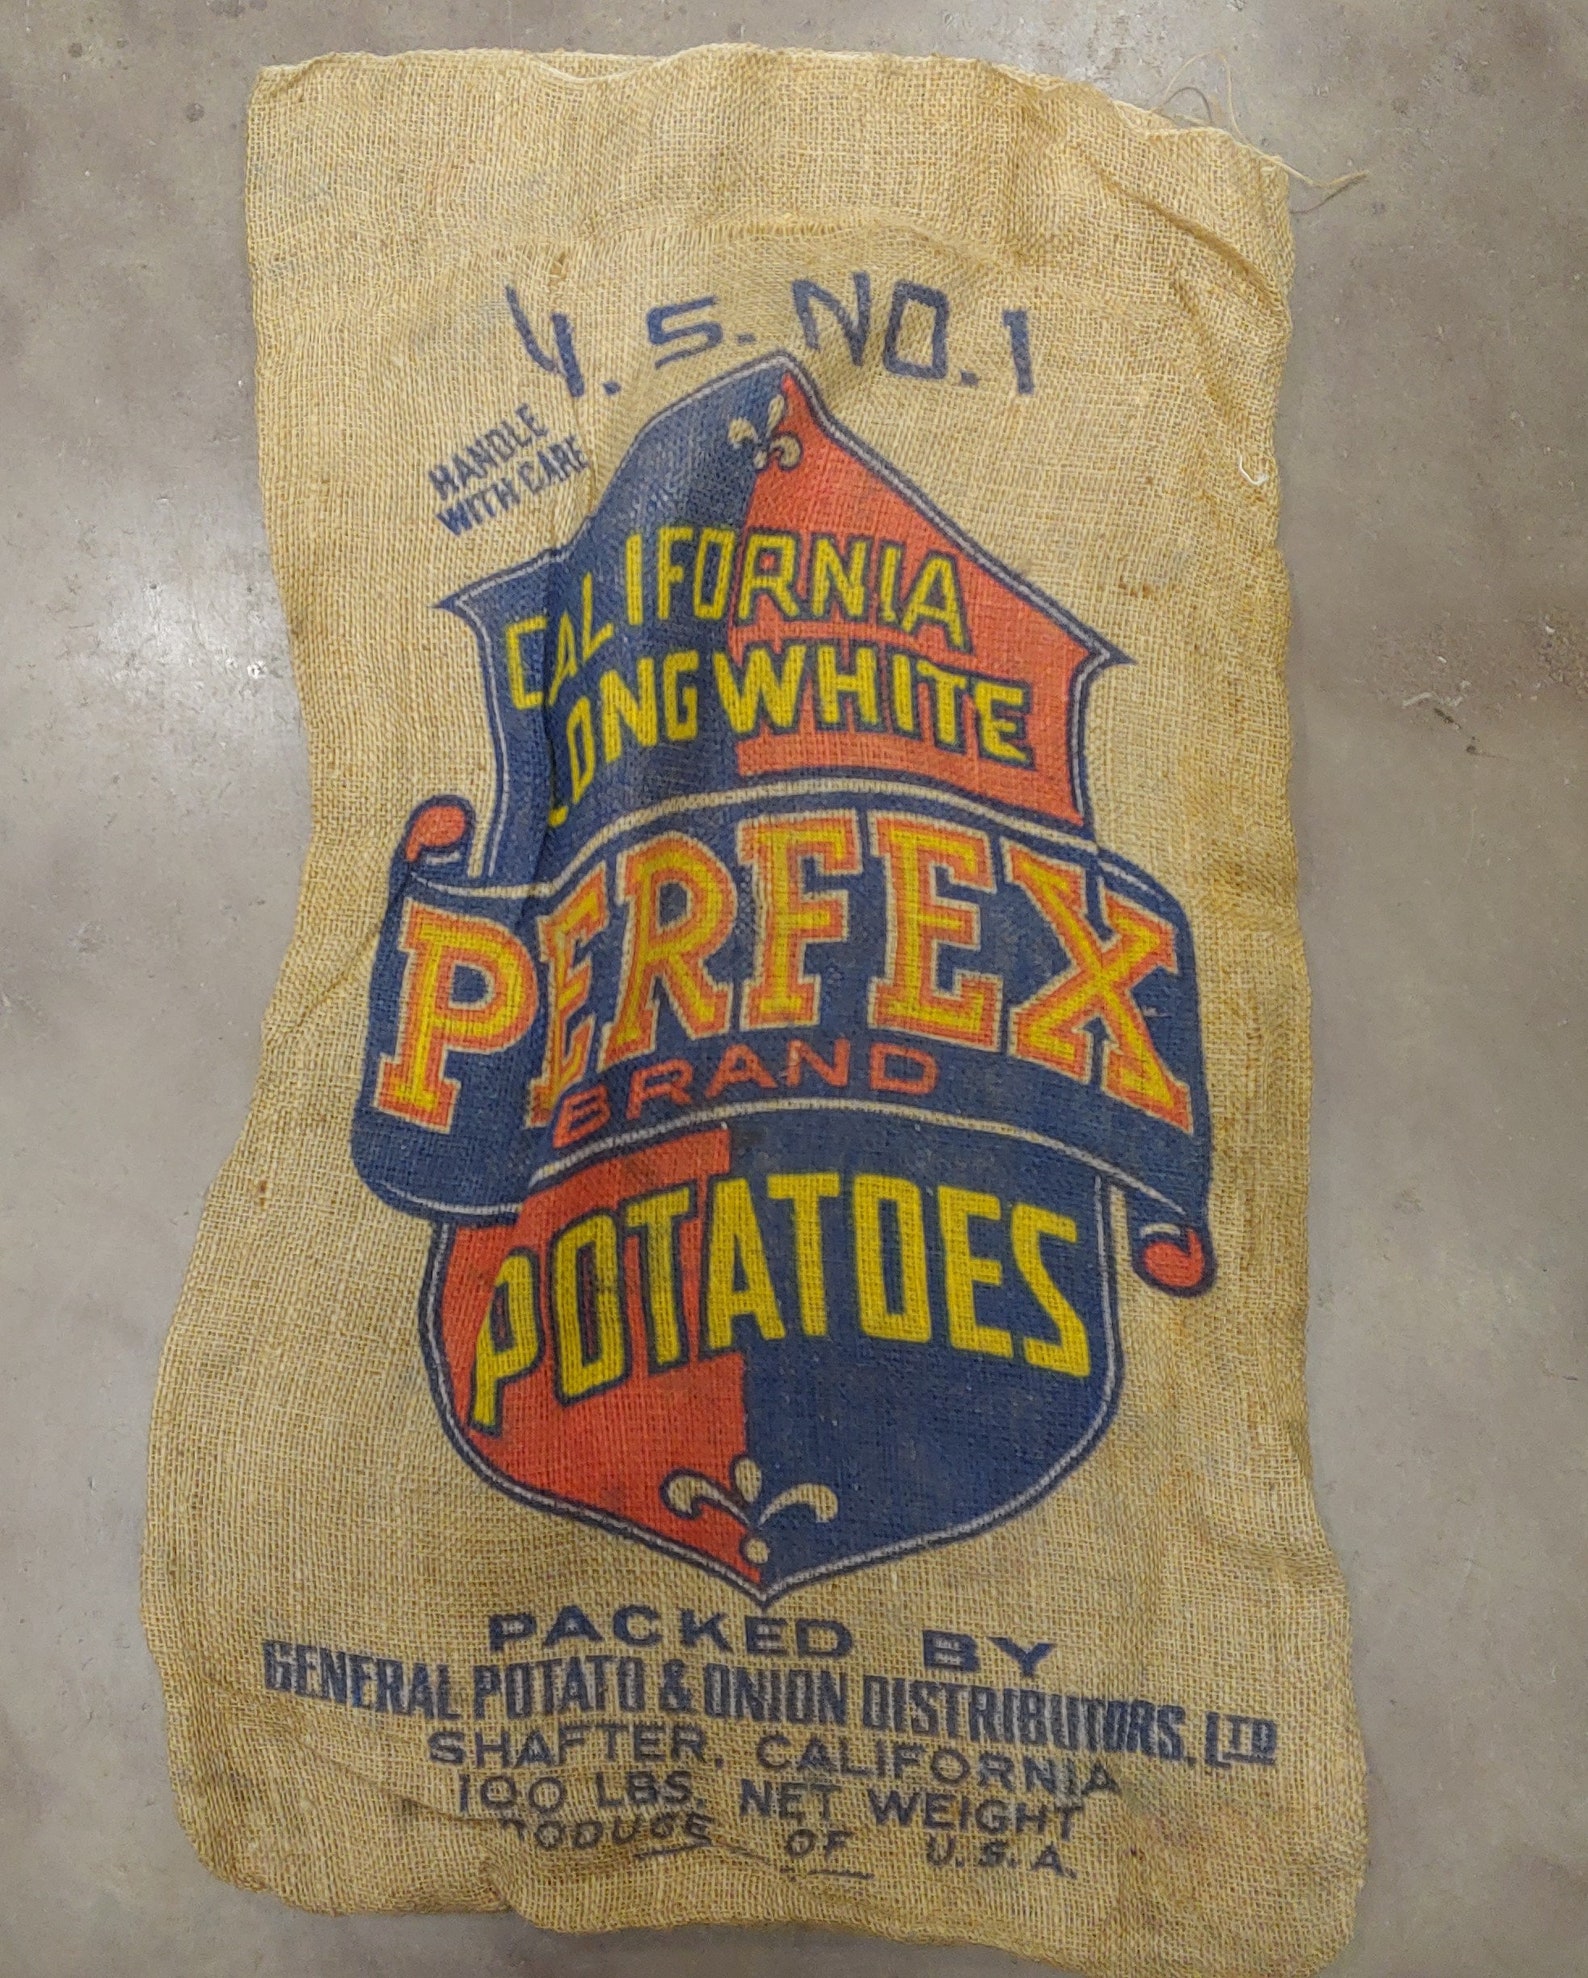 U.S. NO.1
HANDLE
WITH CARE
CALIFORNIA
LONG WHITE
PERFEX
BRAND
POTATOES
PACKED BY
GENERAL POTATO & ONION DISTRIBUTORS, LTD
SHAFTER, CALIFORNIA
100 LBS. NET WEIGHT
PRODUCE OF U.S.A.